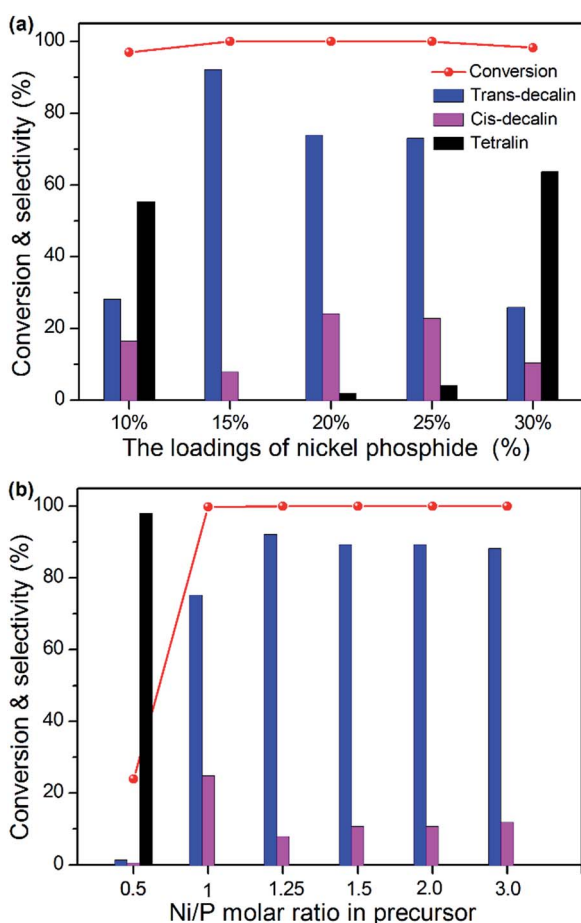 (a)
100
80
60
40
20
0
Conversion & selectivity (%)
Conversion
Trans-decalin
Cis-decalin
Tetralin
10% 15% 20% 25% 30%
The loadings of nickel phosphide (%)
(b)
100
80
60
40
20
0
Conversion & selectivity (%)
0.5 1 1.25 1.5 2.0 3.0
Ni/P molar ratio in precursor